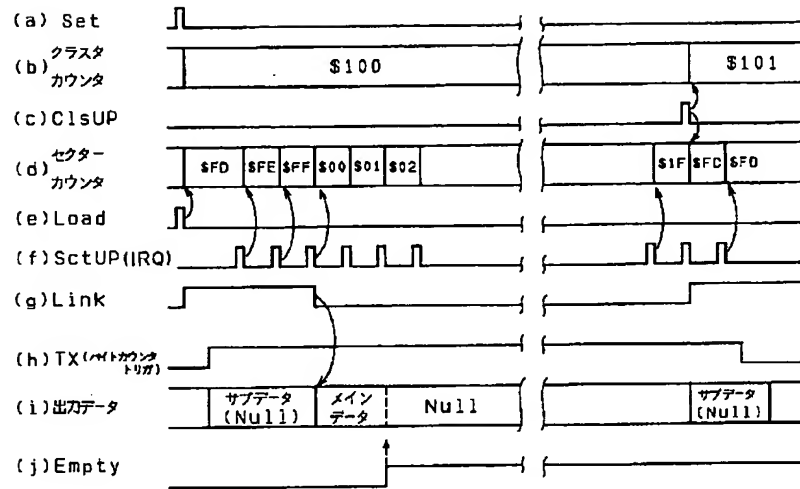 (a) Set
(b) クラスタ
カウンタ
$100
$101
(c) ClsUP
(d) セクター
カウンタ
$FD $FE $FF $00 $01 $02
$1F $FC $FD
(e) Load
(f) SctUP(IRQ)
(g) Link
(h) TX (バイトカウンタ
トリガ)
(i) 出力データ
サブデータ
(Null)
メイン
データ
Null
サブデータ
(Null)
(j) Empty